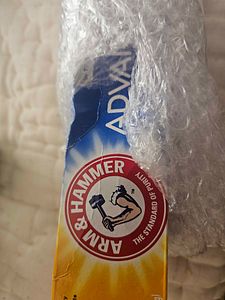 ADVA
ARM & HAMMER
THE STANDARD OF PURITY